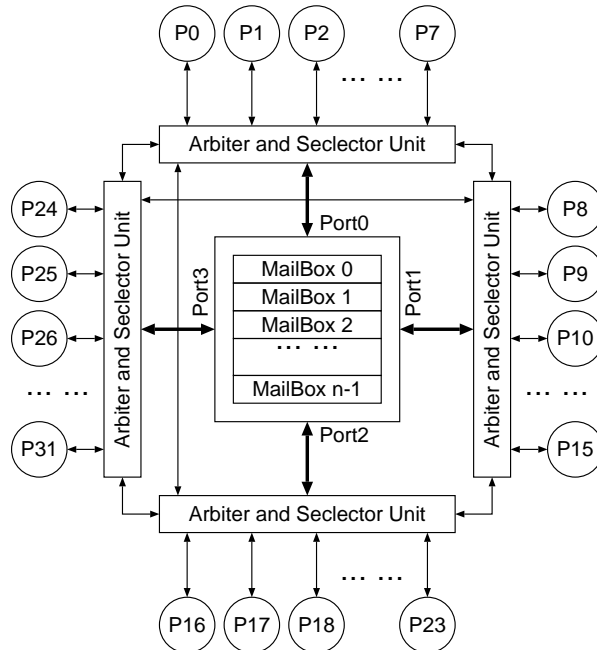 P0 P1 P2 P7
... ...
Arbiter and Seclector Unit
Port0
P24
P25
P26
... ...
P31
Arbiter and Seclector Unit
Port3
MailBox 0
MailBox 1
MailBox 2
... ...
MailBox n-1
Port1
Arbiter and Seclector Unit
P8
P9
P10
... ...
P15
Port2
Arbiter and Seclector Unit
... ...
P16 P17 P18 P23